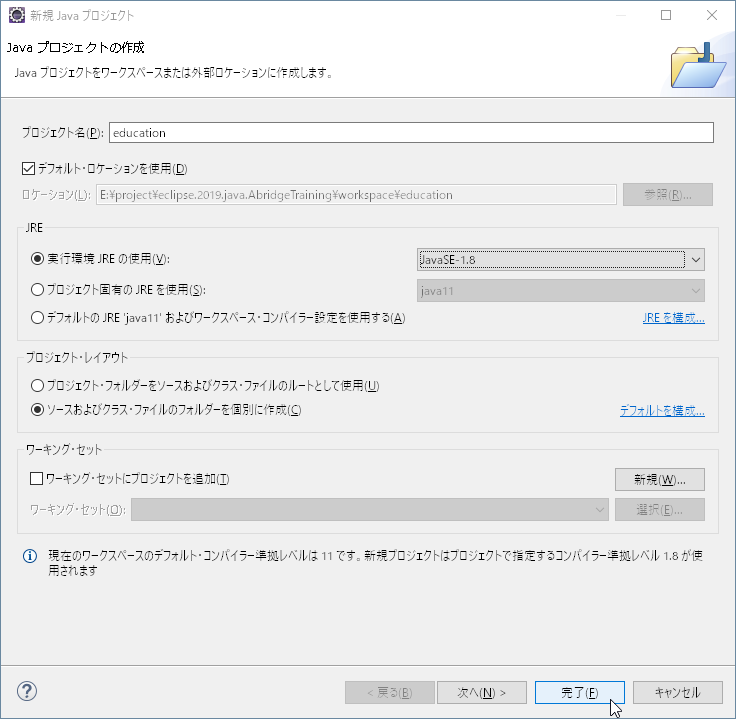 新規 Java プロジェクト
Java プロジェクトの作成
Java プロジェクトをワークスペースまたは外部ロケーションに作成します。
プロジェクト名(P): education
デフォルト・ロケーションを使用(D)
ロケーション(L): E:¥project¥eclipse.2019.java.AbridgeTraining¥workspace¥education 参照(R)...
JRE
実行環境 JRE の使用(V): JavaSE-1.8
プロジェクト固有の JRE を使用(S): java11
デフォルトの JRE 'java11' およびワークスペース・コンパイラー設定を使用する(A) JRE を構成...
プロジェクト・レイアウト
プロジェクト・フォルダーをソースおよびクラス・ファイルのルートとして使用(U)
ソースおよびクラス・ファイルのフォルダーを個別に作成(C) デフォルトを構成...
ワーキング・セット
ワーキング・セットにプロジェクトを追加(T) 新規(W)...
ワーキング・セット(O): 選択(E)...
現在のワークスペースのデフォルト・コンパイラー準拠レベルは 11 です。新規プロジェクトはプロジェクトで指定するコンパイラー準拠レベル 1.8 が使
用されます
< 戻る(B) 次へ(N) > 完了(F) キャンセル